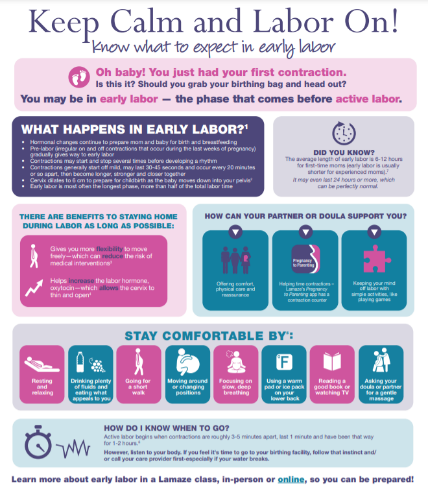 Keep Calm and Labor On!
Know what to expect in early labor
Oh baby! You just had your first contraction.
Is this it? Should you grab your birthing bag and head out?
You may be in early labor — the phase that comes before active labor.
WHAT HAPPENS IN EARLY LABOR?¹
• Hormonal changes continue to prepare mom and baby for birth and breastfeeding
• Pre-labor (irregular on and off contractions that occur during the last weeks of pregnancy)
gradually gives way to early labor
• Contractions may start and stop several times before developing a rhythm
• Contractions generally start off mild, may last 30-45 seconds and occur every 20 minutes
or so apart, then become longer, stronger and closer together
• Cervix dilates to 6 cm to prepare for childbirth as the baby moves down into your pelvis¹
• Early labor is most often the longest phase, more than half of the total labor time
DID YOU KNOW?
The average length of early labor is 6-12 hours
for first-time moms (early labor is usually
shorter for experienced moms).
It may even last 24 hours or more, which
can be perfectly normal.
THERE ARE BENEFITS TO STAYING HOME
DURING LABOR AS LONG AS POSSIBLE:
Gives you more flexibility to move
freely—which can reduce the risk of
medical interventions
Helps increase the labor hormone,
oxytocin—which allows the cervix to
thin and open
HOW CAN YOUR PARTNER OR DOULA SUPPORT YOU?
Offering comfort,
physical care and
reassurance
Pregnancy
to Parenting
Helping time contractions –
Lamaze's Pregnancy
to Parenting app has a
contraction counter
Keeping your mind
off labor with
simple activities, like
playing games
STAY COMFORTABLE BY:
Resting
and
relaxing
Drinking plenty
of fluids and
eating what
appeals to you
Going for
a short
walk
Moving around
or changing
positions
Focusing on
slow, deep
breathing
F
Using a warm
pad or ice pack
on your
lower back
Reading a
good book or
watching TV
Asking your
doula or partner
for a gentle
massage
HOW DO I KNOW WHEN TO GO?
Active labor begins when contractions are roughly 3-5 minutes apart, last 1 minute and have been that way
for 1-2 hours.
However, listen to your body. If you feel it's time to go to your birthing facility, follow that instinct and/
or call your care provider first-especially if your water breaks.
Learn more about early labor in a Lamaze class, in-person or online, so you can be prepared!